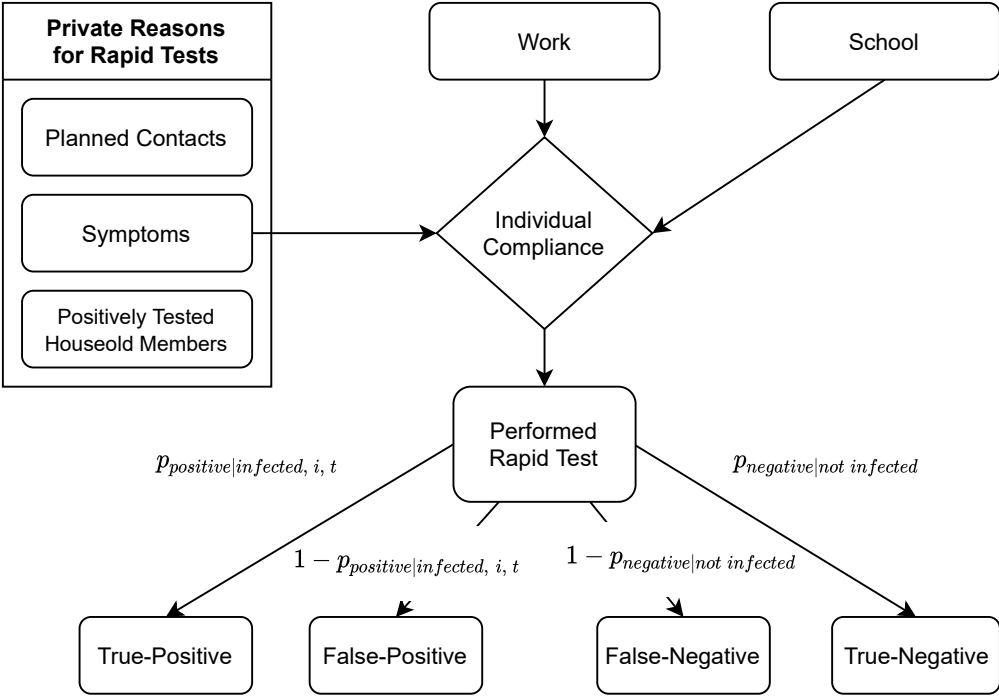 Private Reasons
for Rapid Tests
Work
School
Planned Contacts
Symptoms
Individual
Compliance
Positively Tested
Houseold Members
Performed
Rapid Test
p_{positive|infected, i, t}
p_{negative|not infected}
1 − p_{positive|infected, i, t}
1 − p_{negative|not infected}
True-Positive
False-Positive
False-Negative
True-Negative